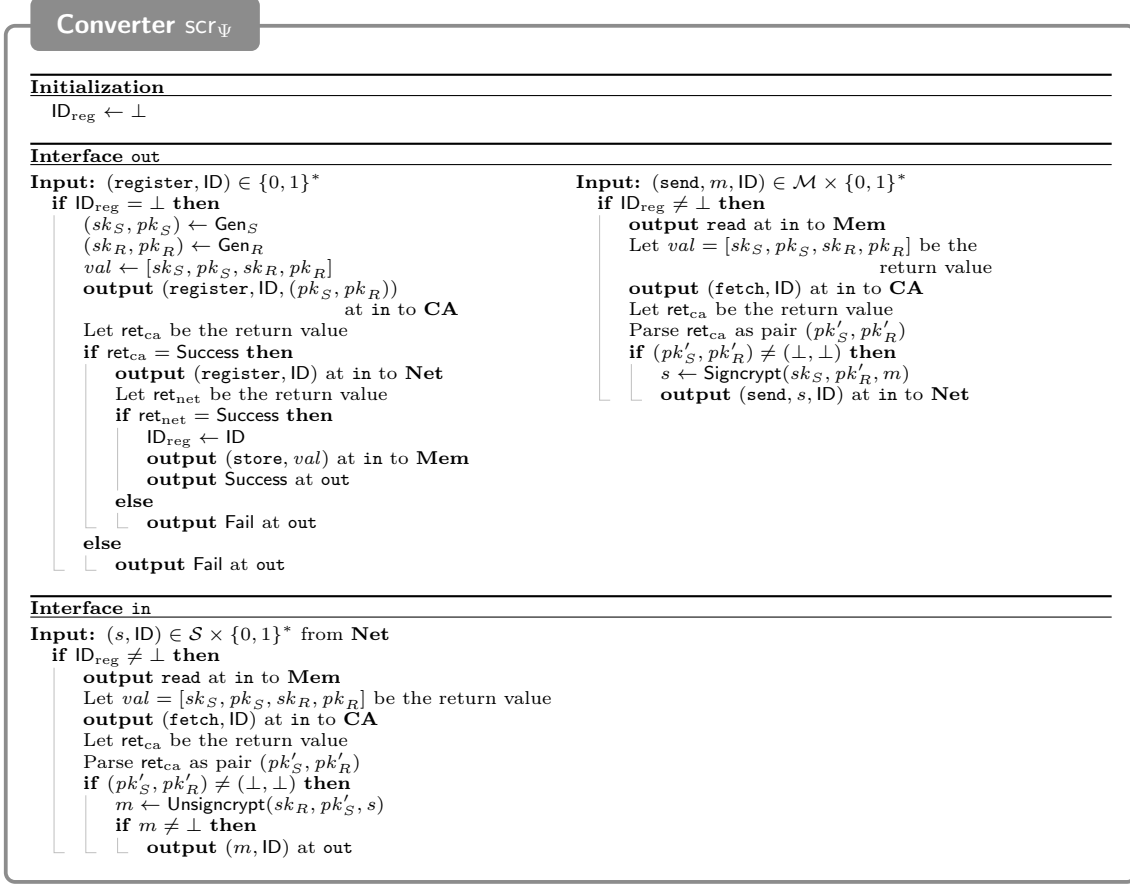 Converter scr_Ψ
Initialization
ID_reg ← ⊥
Interface out
Input: (register, ID) ∈ {0, 1}*
if ID_reg = ⊥ then
(sk_S, pk_S) ← Gen_S
(sk_R, pk_R) ← Gen_R
val ← [sk_S, pk_S, sk_R, pk_R]
output (register, ID, (pk_S, pk_R))
at in to CA
Let ret_ca be the return value
if ret_ca = Success then
output (register, ID) at in to Net
Let ret_net be the return value
if ret_net = Success then
ID_reg ← ID
output (store, val) at in to Mem
output Success at out
else
output Fail at out
else
output Fail at out
Input: (send, m, ID) ∈ M × {0, 1}*
if ID_reg ≠ ⊥ then
output read at in to Mem
Let val = [sk_S, pk_S, sk_R, pk_R] be the
return value
output (fetch, ID) at in to CA
Let ret_ca be the return value
Parse ret_ca as pair (pk'_S, pk'_R)
if (pk'_S, pk'_R) ≠ (⊥, ⊥) then
s ← Signcrypt(sk_S, pk'_R, m)
output (send, s, ID) at in to Net
Interface in
Input: (s, ID) ∈ S × {0, 1}* from Net
if ID_reg ≠ ⊥ then
output read at in to Mem
Let val = [sk_S, pk_S, sk_R, pk_R] be the return value
output (fetch, ID) at in to CA
Let ret_ca be the return value
Parse ret_ca as pair (pk'_S, pk'_R)
if (pk'_S, pk'_R) ≠ (⊥, ⊥) then
m ← Unsigncrypt(sk_R, pk'_S, s)
if m ≠ ⊥ then
output (m, ID) at out